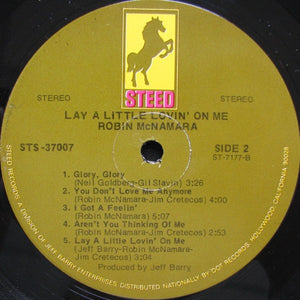 STEED
STEREO
STEREO
LAY A LITTLE LOVIN' ON ME
ROBIN McNAMARA
STS -37007
SIDE 2
ST-7177-B
1. Glory, Glory
(Neil Goldberg-Gil Slavin) 3:26
2. You Don't Love Me Anymore
(Robin McNamara-Jim Cretecos) 4:20
3. I Got A Feelin'
(Robin McNamara) 5:07
4. Aren't You Thinking Of Me
(Robin McNamara-Jim Cretecos) 2:53
5. Lay A Little Lovin' On Me
(Jeff Barry-Robin McNamara-
Jim Cretecos) 3:04
Produced by Jeff Barry
STEED RECORDS, A DIVISION OF JEFF BARRY ENTERPRISES DISTRIBUTED NATIONALLY BY DOT RECORDS, HOLLYWOOD, CALIFORNIA 90028